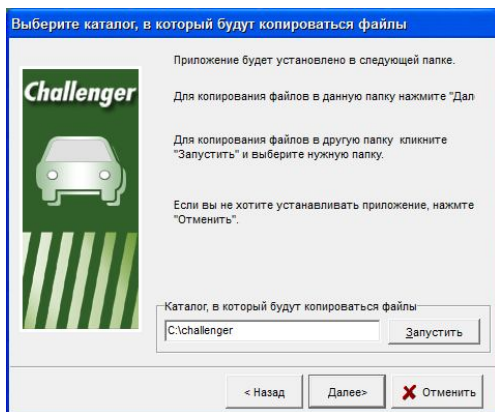 Выберите каталог, в который будут копироваться файлы
Challenger
Приложение будет установлено в следующей папке.
Для копирования файлов в данную папку нажмите "Дал
Для копирования файлов в другую папку кликните
"Запустить" и выберите нужную папку.
Если вы не хотите устанавливать приложение, нажмте
"Отменить".
Каталог, в который будут копироваться файлы
C:\challenger
Запустить
< Назад
Далее>
Отменить